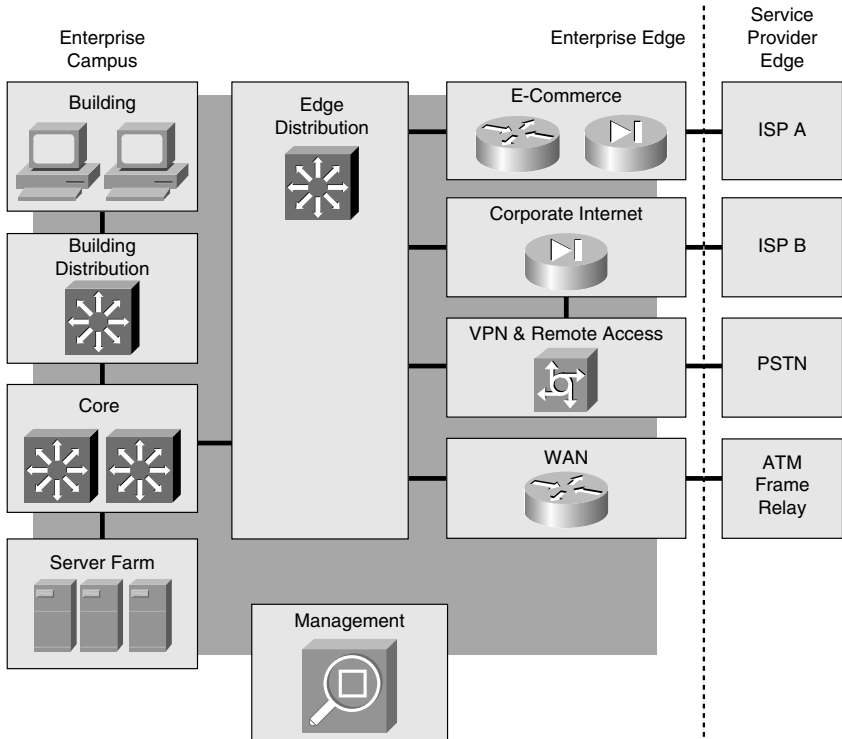 Enterprise
Campus
Enterprise Edge
Service
Provider
Edge
Building
Edge
Distribution
E-Commerce
ISP A
Building
Distribution
Corporate Internet
ISP B
VPN & Remote Access
PSTN
Core
WAN
ATM
Frame
Relay
Server Farm
Management